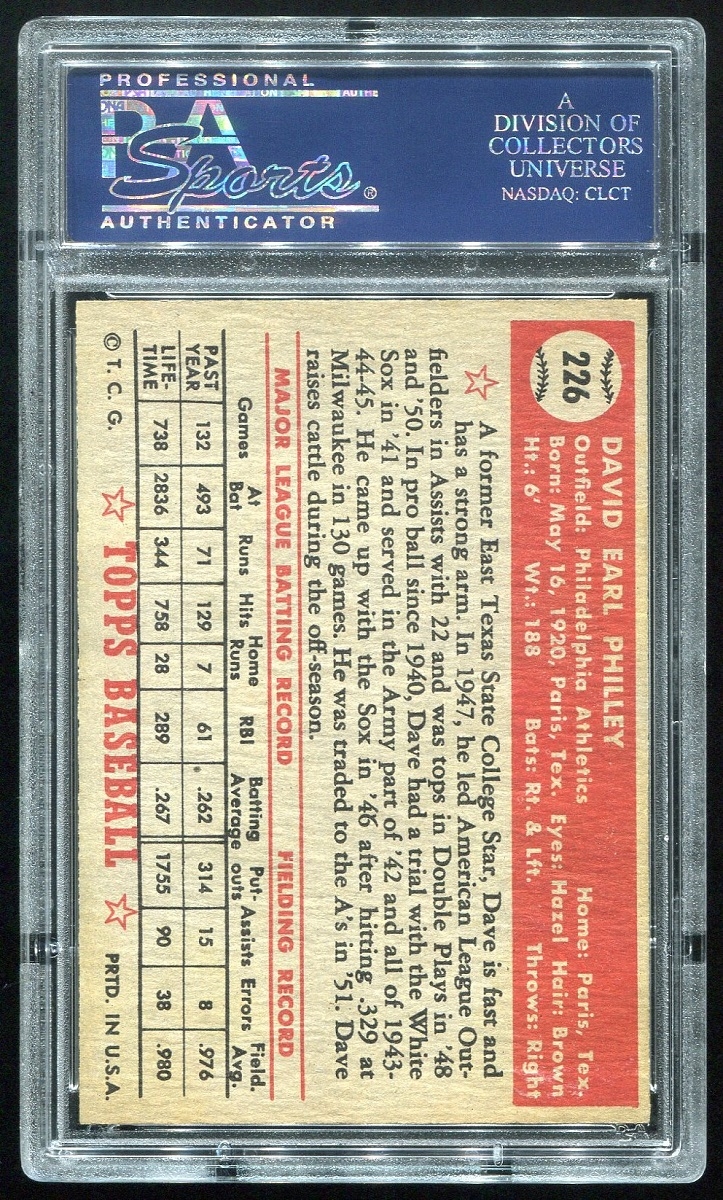 PROFESSIONAL
PSA
Sports®
AUTHENTICATOR
A
DIVISION OF
COLLECTORS
UNIVERSE
NASDAQ: CLCT
226
DAVID EARL PHILLEY
Outfield: Philadelphia Athletics Home: Paris, Tex.
Born: May 16, 1920, Paris, Tex. Eyes: Hazel Hair: Brown
Ht.: 6' Wt.: 188 Bats: Rt. & Lft. Throws: Right
A former East Texas State College Star, Dave is fast and
has a strong arm. In 1947, he led American League Out-
fielders in Assists with 22 and was tops in Double Plays in '48
and '50. In pro ball since 1940, Dave had a trial with the White
Sox in '41 and served in the Army part of '42 and all of 1943-
44-45. He came up with the Sox in '46 after hitting .329 at
Milwaukee in 130 games. He was traded to the A's in '51. Dave
raises cattle during the off-season.
MAJOR LEAGUE BATTING RECORD FIELDING RECORD
Games At Bat Runs Hits Home Runs RBI Batting Average Put-outs Assists Errors Field. Avg.
PAST YEAR 132 493 71 129 7 61 .262 314 15 8 .976
LIFE-TIME 738 2836 344 758 28 289 .267 1755 90 38 .980
© T. C. G. TOPPS BASEBALL PRTD. IN U.S.A.